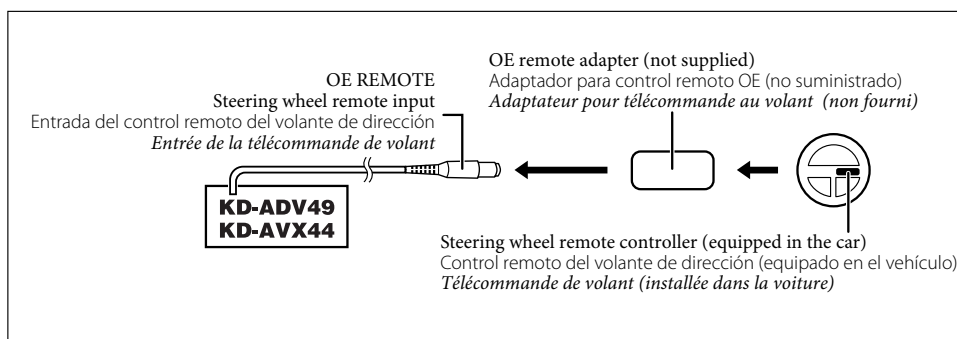 OE REMOTE
Steering wheel remote input
Entrada del control remoto del volante de dirección
Entrée de la télécommande de volant
OE remote adapter (not supplied)
Adaptador para control remoto OE (no suministrado)
Adaptateur pour télécommande au volant (non fourni)
KD-ADV49
KD-AVX44
Steering wheel remote controller (equipped in the car)
Control remoto del volante de dirección (equipado en el vehículo)
Télécommande de volant (installée dans la voiture)